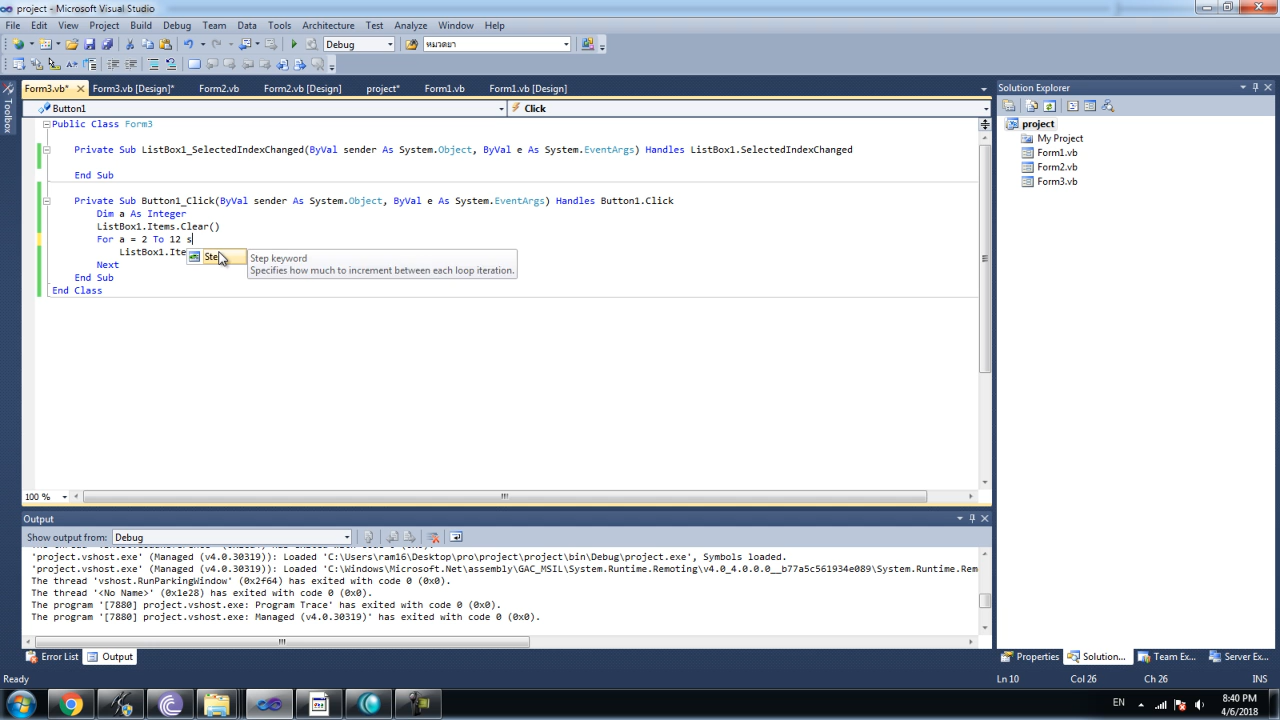 project - Microsoft Visual Studio
File Edit View Project Build Debug Team Data Tools Architecture Test Analyze Window Help
Debug หมวดยา
Form3.vb* Form3.vb [Design]* Form2.vb Form2.vb [Design] project* Form1.vb Form1.vb [Design]
Toolbox
Button1 Click
Public Class Form3
Private Sub ListBox1_SelectedIndexChanged(ByVal sender As System.Object, ByVal e As System.EventArgs) Handles ListBox1.SelectedIndexChanged
End Sub
Private Sub Button1_Click(ByVal sender As System.Object, ByVal e As System.EventArgs) Handles Button1.Click
Dim a As Integer
ListBox1.Items.Clear()
For a = 2 To 12 s
ListBox1.Ite
Next
End Sub
End Class
Step keyword
Specifies how much to increment between each loop iteration.
100 %
Solution Explorer
project
My Project
Form1.vb
Form2.vb
Form3.vb
Output
Show output from: Debug
'project.vshost.exe' (Managed (v4.0.30319)): Loaded 'C:\Users\ram16\Desktop\pro\project\project\bin\Debug\project.exe', Symbols loaded.
'project.vshost.exe' (Managed (v4.0.30319)): Loaded 'C:\Windows\Microsoft.Net\assembly\GAC_MSIL\System.Runtime.Remoting\v4.0_4.0.0.0__b77a5c561934e089\System.Runtime.Rem
The thread 'vshost.RunParkingWindow' (0x2f64) has exited with code 0 (0x0).
The thread '<No Name>' (0x1e28) has exited with code 0 (0x0).
The program '[7880] project.vshost.exe: Program Trace' has exited with code 0 (0x0).
The program '[7880] project.vshost.exe: Managed (v4.0.30319)' has exited with code 0 (0x0).
Error List Output
Properties Solution... Team Ex... Server Ex...
Ready Ln 10 Col 26 Ch 26 INS
EN 8:40 PM
4/6/2018